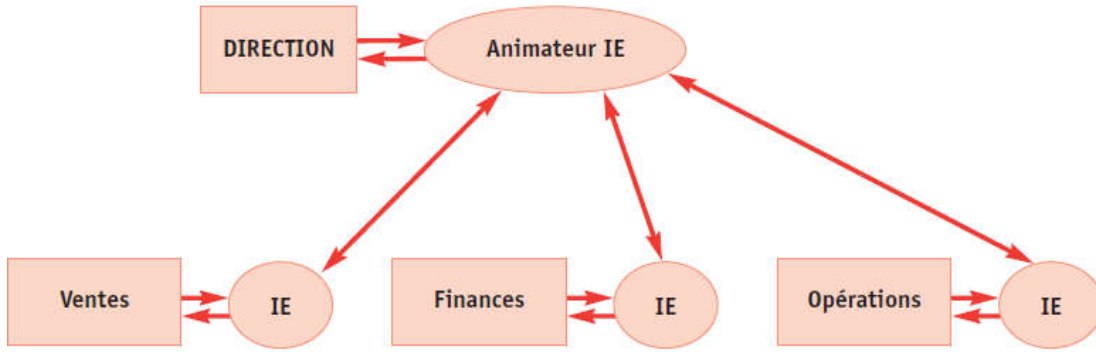 DIRECTION
Animateur IE
Ventes
IE
Finances
IE
Opérations
IE